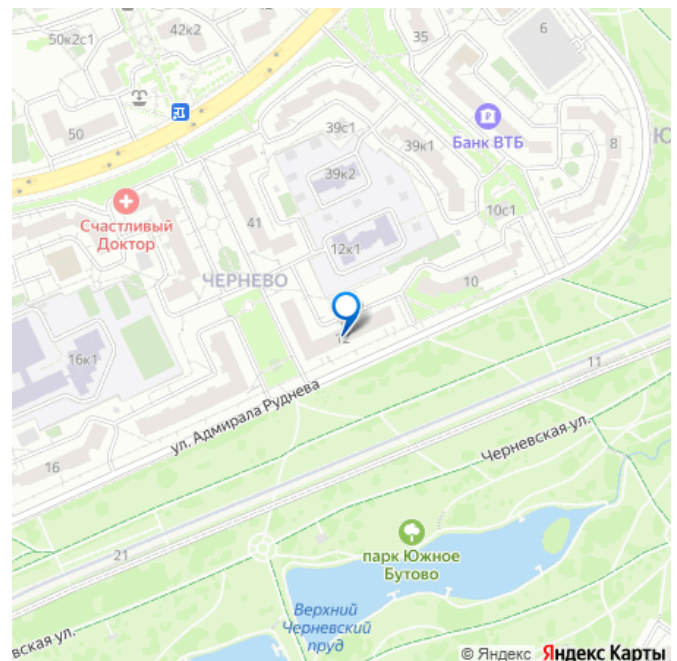 50к2с1
42к2
35
6
50
39с1
Банк ВТБ
39к1
8
Ю
39к2
Счастливый
Доктор
41
10с1
12к1
ЧЕРНЕВО
10
12
16к1
11
ул. Адмирала Руднева
Черневская ул.
16
21
парк Южное
Бутово
Верхний
Черневский
пруд
вская ул.
© Яндекс Яндекс Карты